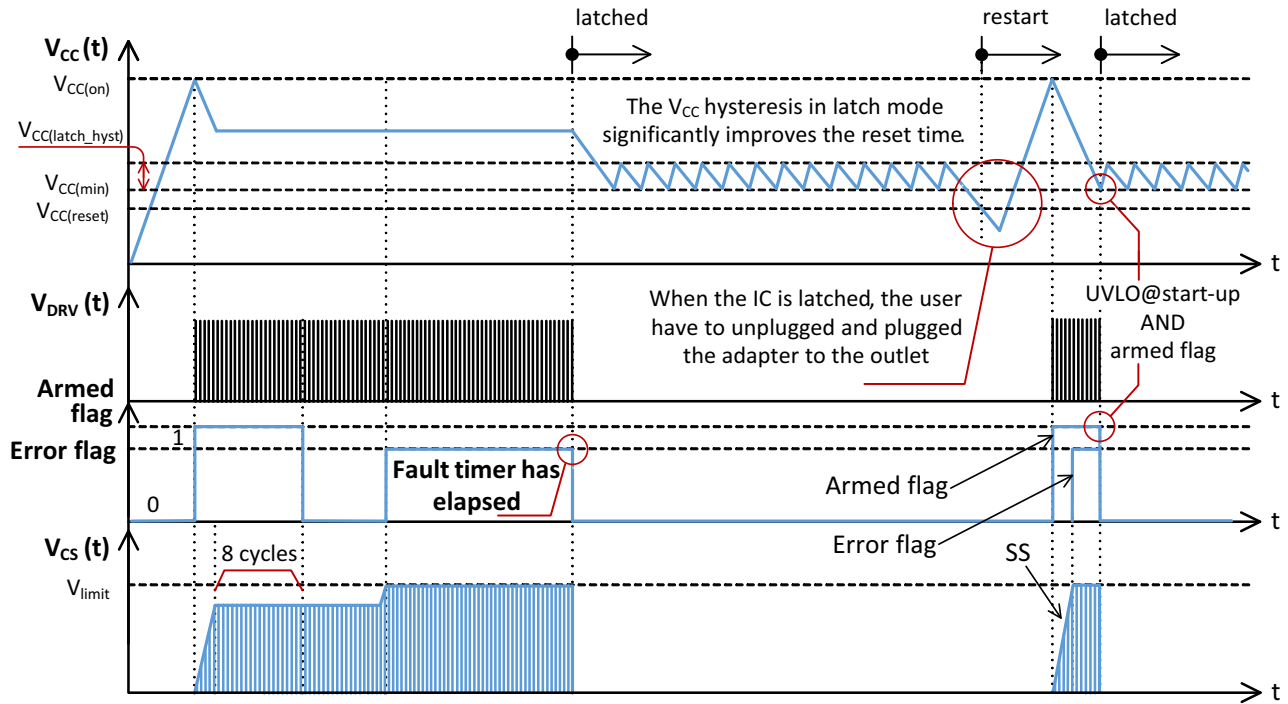 latched
restart
latched
VCC (t)
VCC(on)
The VCC hysteresis in latch mode
significantly improves the reset time.
VCC(latch_hyst)
VCC(min)
VCC(reset)
t
VDRV (t)
When the IC is latched, the user
have to unplugged and plugged
the adapter to the outlet
UVLO@start-up
AND
armed flag
t
Armed
flag
1
Error flag
Fault timer has
elapsed
0
Armed flag
Error flag
t
VCS (t)
8 cycles
SS
Vlimit
t